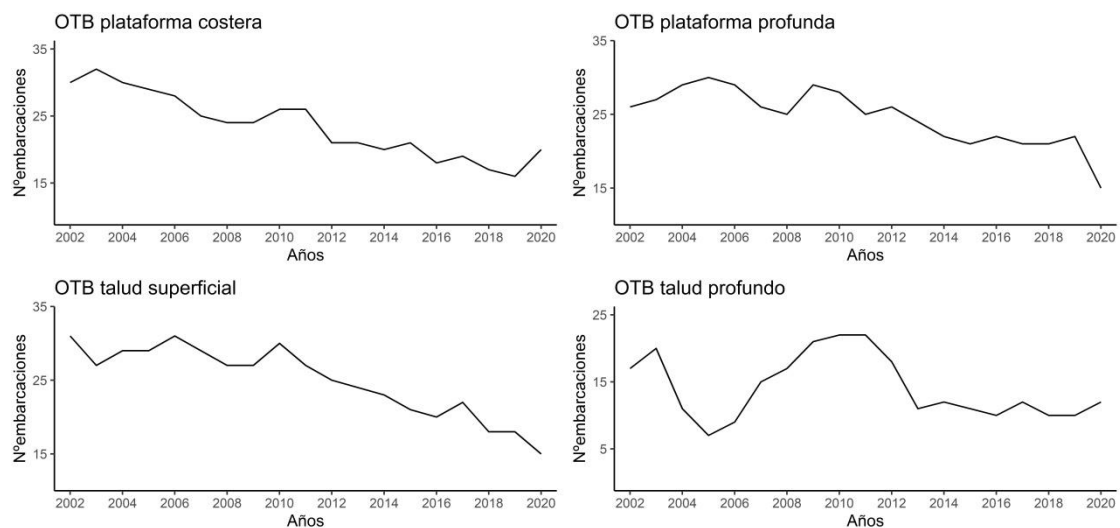 OTB plataforma costera
35
25
15
Nºembarcaciones
2002 2004 2006 2008 2010 2012 2014 2016 2018 2020
Años
OTB plataforma profunda
35
25
15
Nºembarcaciones
2002 2004 2006 2008 2010 2012 2014 2016 2018 2020
Años
OTB talud superficial
35
25
15
Nºembarcaciones
2002 2004 2006 2008 2010 2012 2014 2016 2018 2020
Años
OTB talud profundo
25
15
5
Nºembarcaciones
2002 2004 2006 2008 2010 2012 2014 2016 2018 2020
Años